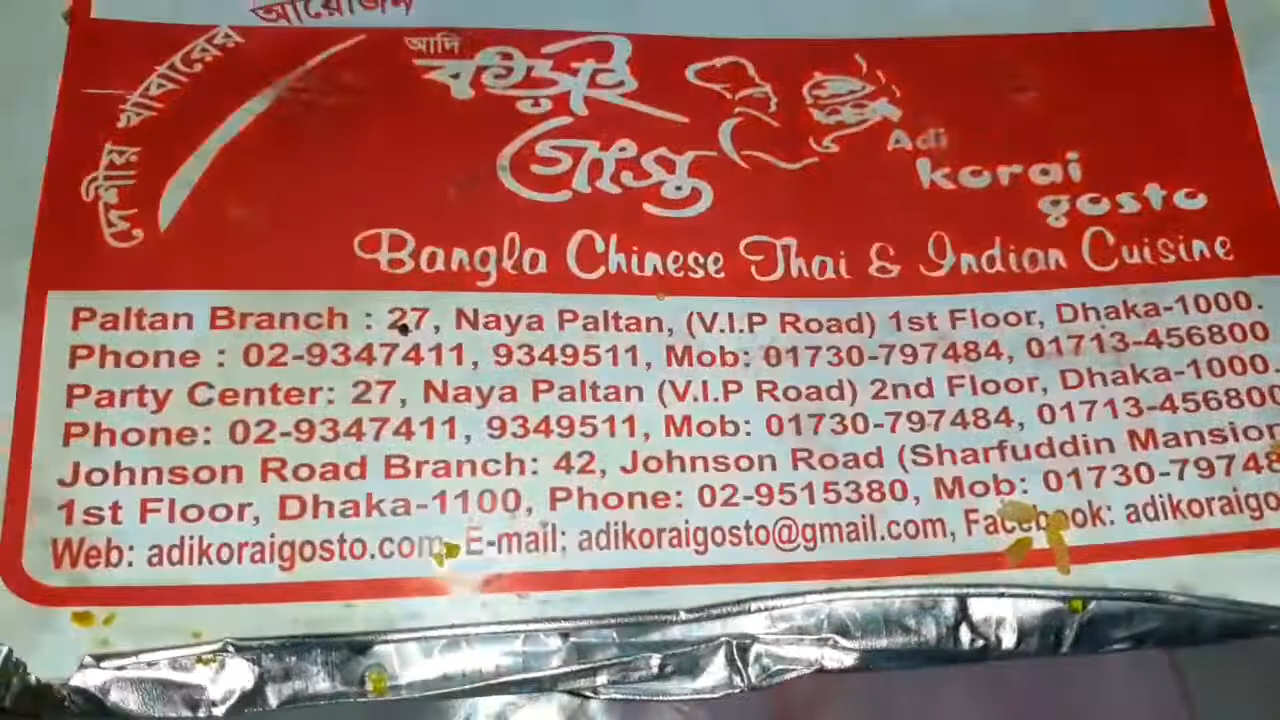 আয়োজন
দেশীয় খাবারের
আদি
কড়াই
গোস্ত
Adi
korai
gosto
Bangla Chinese Thai & Indian Cuisine
Paltan Branch : 27, Naya Paltan, (V.I.P Road) 1st Floor, Dhaka-1000.
Phone : 02-9347411, 9349511, Mob: 01730-797484, 01713-456800
Party Center: 27, Naya Paltan (V.I.P Road) 2nd Floor, Dhaka-1000.
Phone: 02-9347411, 9349511, Mob: 01730-797484, 01713-456800
Johnson Road Branch: 42, Johnson Road (Sharfuddin Mansion
1st Floor, Dhaka-1100, Phone: 02-9515380, Mob: 01730-79748
Web: adikoraigosto.com, E-mail: adikoraigosto@gmail.com, Facebook: adikoraigo